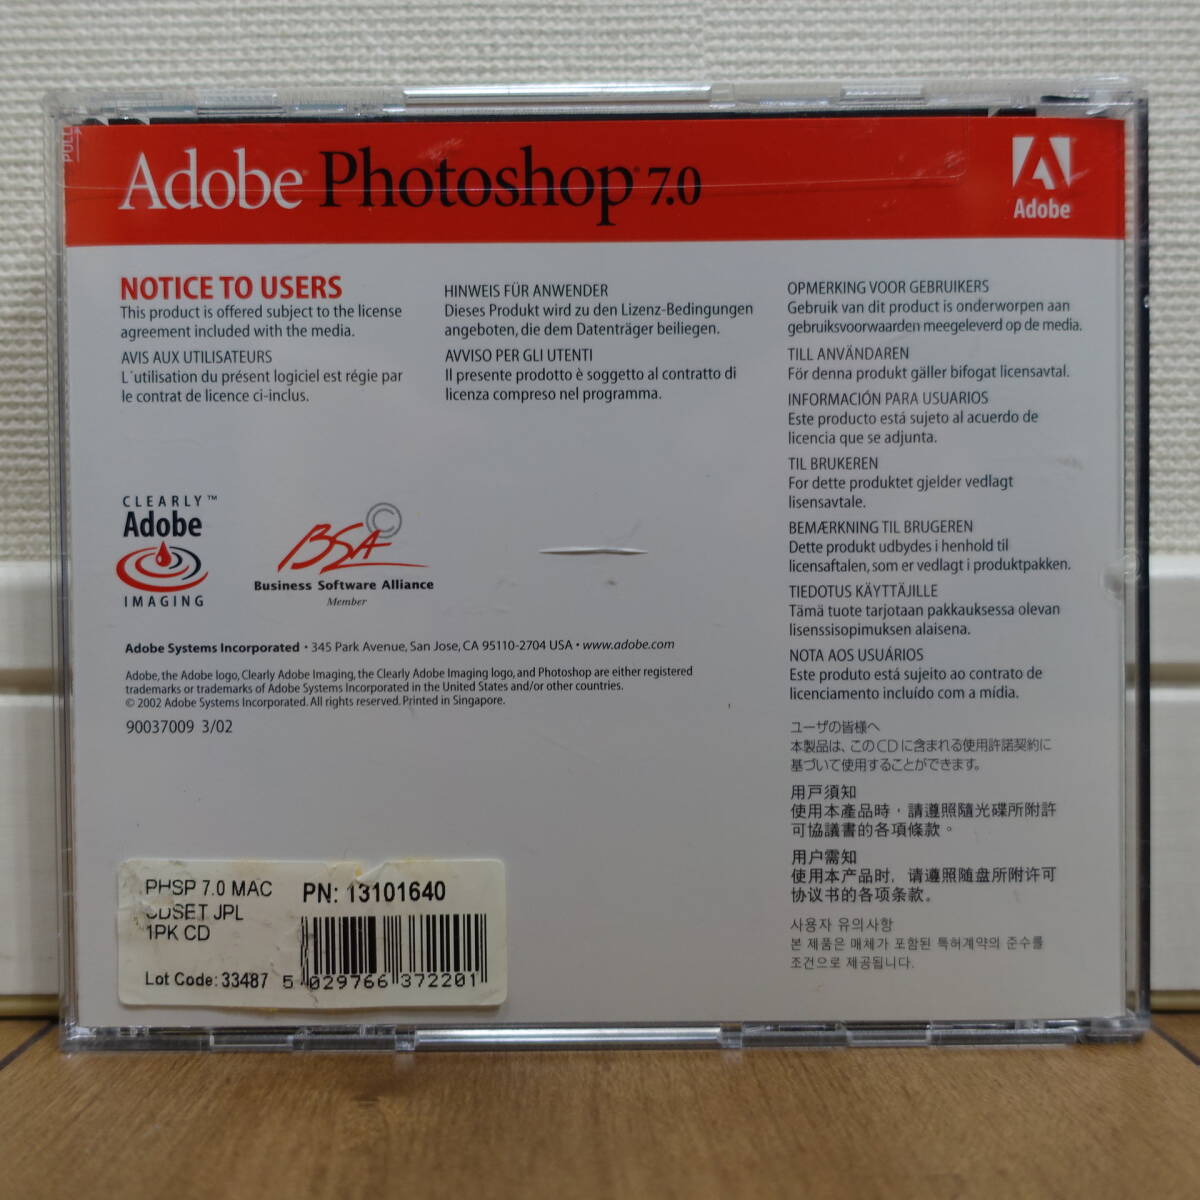 PULL
Adobe® Photoshop® 7.0
Adobe
NOTICE TO USERS
This product is offered subject to the license
agreement included with the media.
AVIS AUX UTILISATEURS
L´utilisation du présent logiciel est régie par
le contrat de licence ci-inclus.
HINWEIS FÜR ANWENDER
Dieses Produkt wird zu den Lizenz-Bedingungen
angeboten, die dem Datenträger beiliegen.
AVVISO PER GLI UTENTI
Il presente prodotto è soggetto al contratto di
licenza compreso nel programma.
OPMERKING VOOR GEBRUIKERS
Gebruik van dit product is onderworpen aan
gebruiksvoorwaarden meegeleverd op de media.
TILL ANVÄNDAREN
För denna produkt gäller bifogat licensavtal.
INFORMACIÓN PARA USUARIOS
Este producto está sujeto al acuerdo de
licencia que se adjunta.
TIL BRUKEREN
For dette produktet gjelder vedlagt
lisensavtale.
BEMÆRKNING TIL BRUGEREN
Dette produkt udbydes i henhold til
licensaftalen, som er vedlagt i produktpakken.
TIEDOTUS KÄYTTÄJILLE
Tämä tuote tarjotaan pakkauksessa olevan
lisenssisopimuksen alaisena.
NOTA AOS USUÁRIOS
Este produto está sujeito ao contrato de
licenciamento incluído com a mídia.
ユーザの皆様へ
本製品は、このCDに含まれる使用許諾契約に
基づいて使用することができます。
用戸須知
使用本產品時，請遵照隨光碟所附許
可協議書的各項條款。
用户需知
使用本产品时，请遵照随盘所附许可
协议书的各项条款。
사용자 유의사항
본 제품은 매체가 포함된 특허계약의 준수를
조건으로 제공됩니다.
CLEARLY™
Adobe
IMAGING
BSA ©
Business Software Alliance
Member
Adobe Systems Incorporated • 345 Park Avenue, San Jose, CA 95110-2704 USA • www.adobe.com
Adobe, the Adobe logo, Clearly Adobe Imaging, the Clearly Adobe Imaging logo, and Photoshop are either registered
trademarks or trademarks of Adobe Systems Incorporated in the United States and/or other countries.
© 2002 Adobe Systems Incorporated. All rights reserved. Printed in Singapore.
90037009 3/02
PHSP 7.0 MAC
CDSET JPL
1PK CD
PN: 13101640
Lot Code: 33487
5 029766 372201